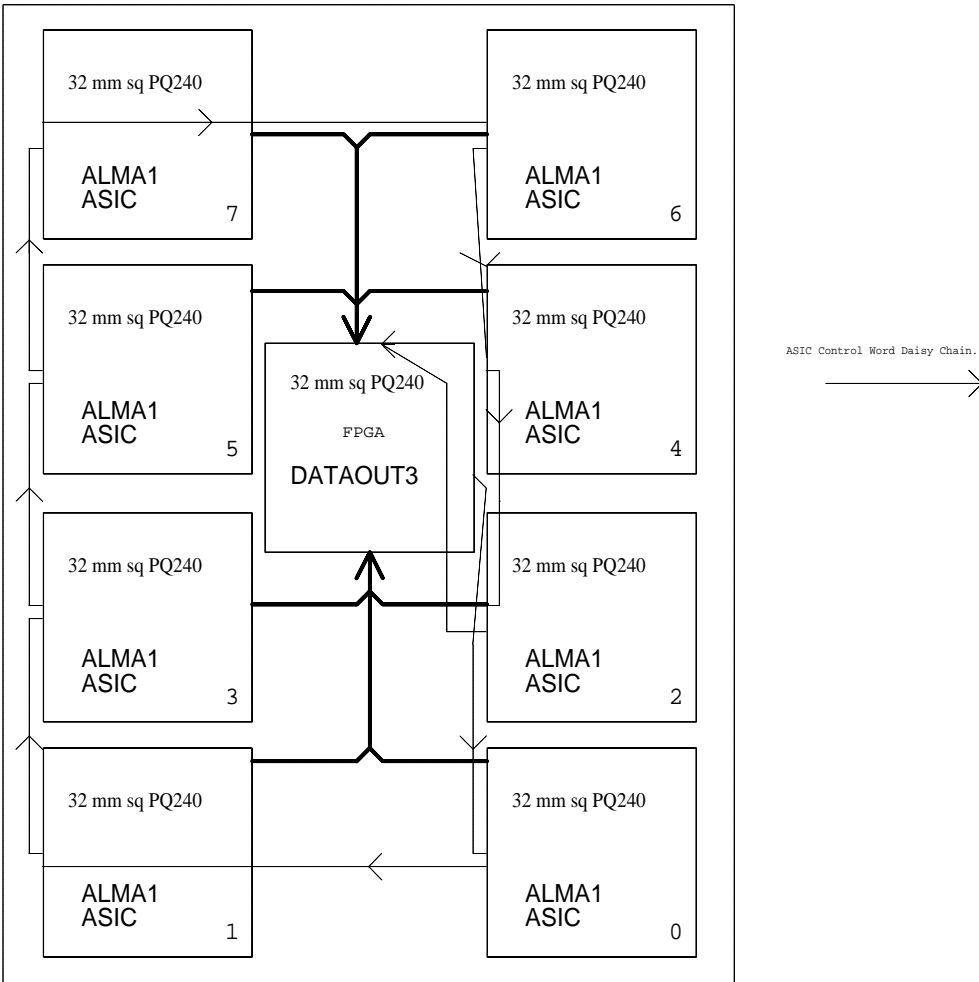 32 mm sq PQ240
ALMA1
ASIC
7
32 mm sq PQ240
ALMA1
ASIC
6
32 mm sq PQ240
ALMA1
ASIC
5
32 mm sq PQ240
FPGA
DATAOUT3
32 mm sq PQ240
ALMA1
ASIC
4
ASIC Control Word Daisy Chain.
32 mm sq PQ240
ALMA1
ASIC
3
32 mm sq PQ240
ALMA1
ASIC
2
32 mm sq PQ240
ALMA1
ASIC
1
32 mm sq PQ240
ALMA1
ASIC
0